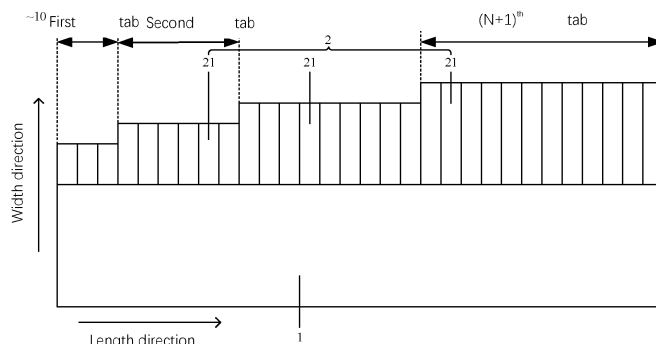 ~10 First tab Second tab (N+1)th tab
2
21 21 21
Width direction
1
Length direction